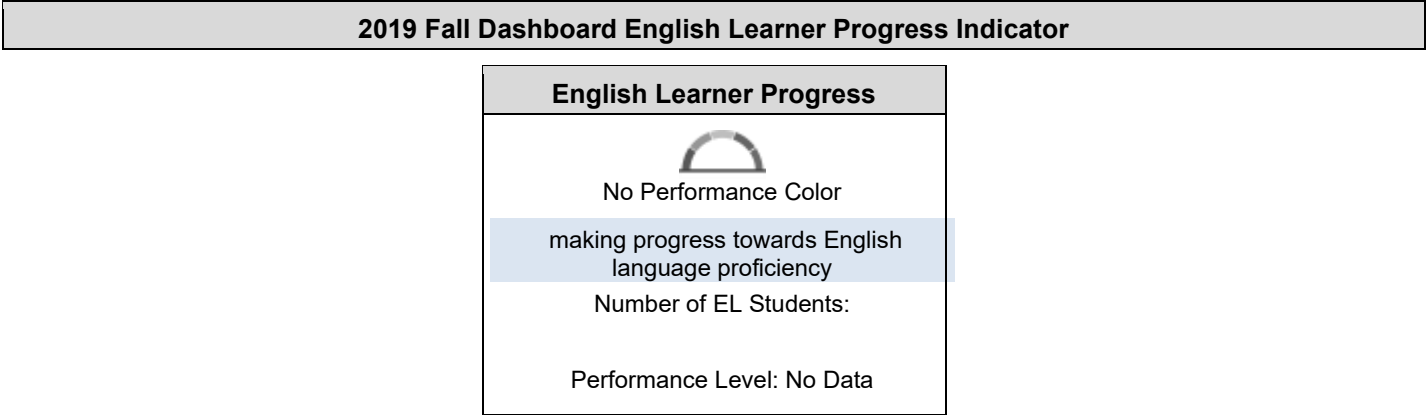 2019 Fall Dashboard English Learner Progress Indicator
English Learner Progress
No Performance Color
making progress towards English
language proficiency
Number of EL Students:
Performance Level: No Data